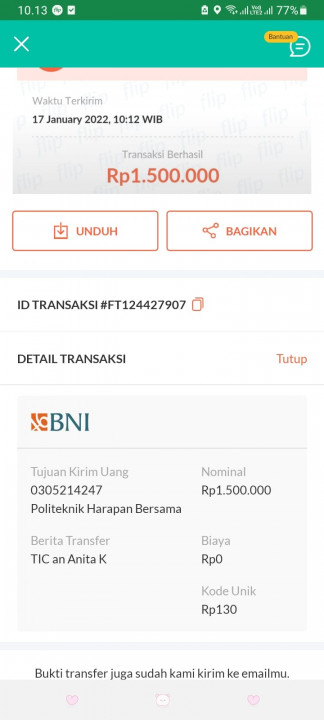 10.13
77%
Bantuan
Waktu Terkirim
17 January 2022, 10:12 WIB
flip
Transaksi Berhasil
Rp1.500.000
UNDUH
BAGIKAN
ID TRANSAKSI #FT124427907
DETAIL TRANSAKSI
Tutup
BNI
Tujuan Kirim Uang
Nominal
0305214247
Rp1.500.000
Politeknik Harapan Bersama
Berita Transfer
Biaya
TIC an Anita K
Rp0
Kode Unik
Rp130
Bukti transfer juga sudah kami kirim ke emailmu.